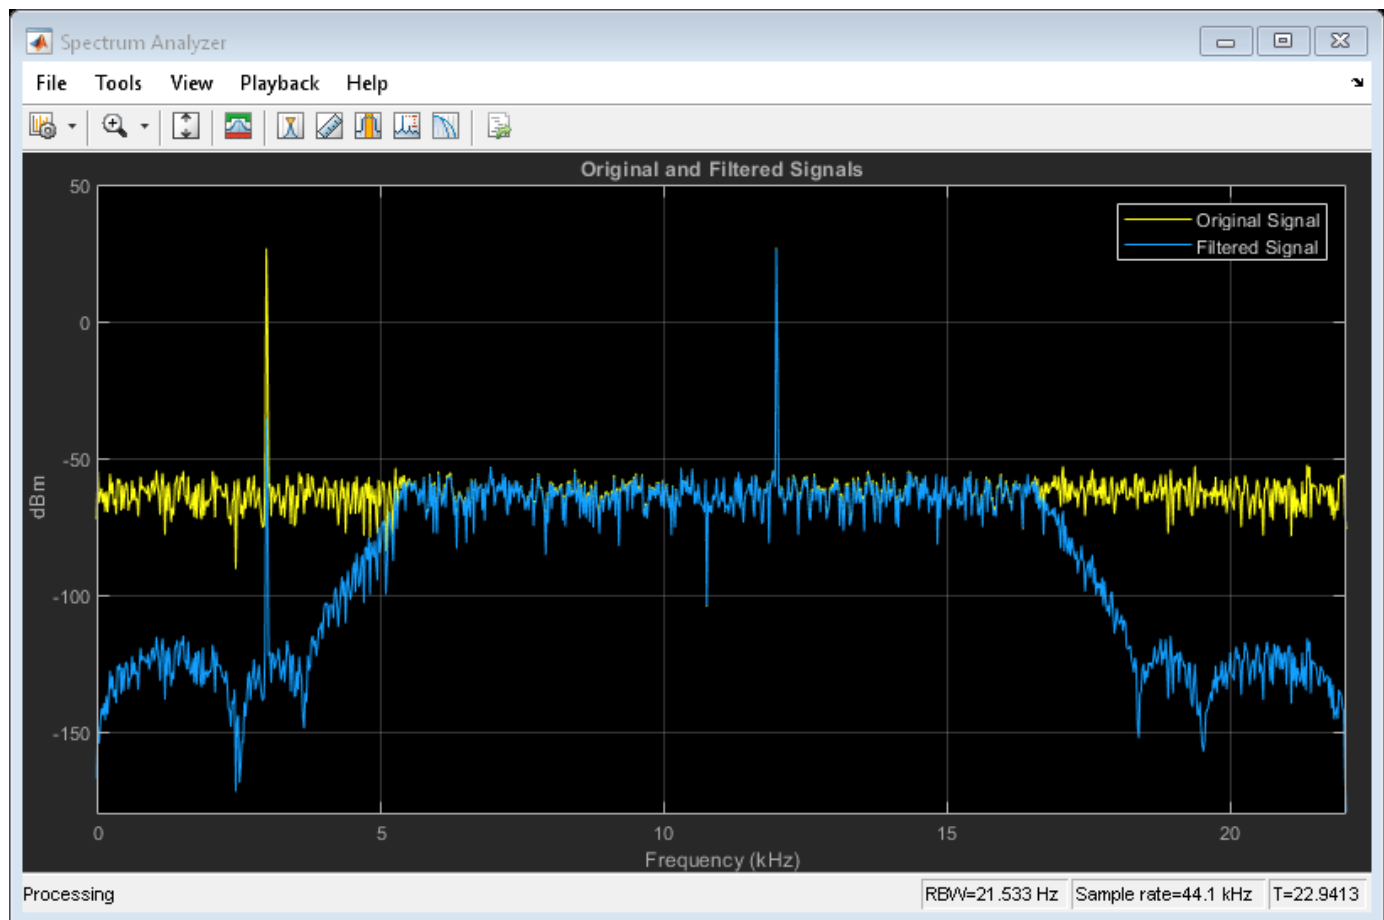 Spectrum Analyzer
File Tools View Playback Help
Original and Filtered Signals
50
0
-50
-100
-150
dBm
Original Signal
Filtered Signal
0 5 10 15 20
Frequency (kHz)
Processing RBW=21.533 Hz Sample rate=44.1 kHz T=22.9413